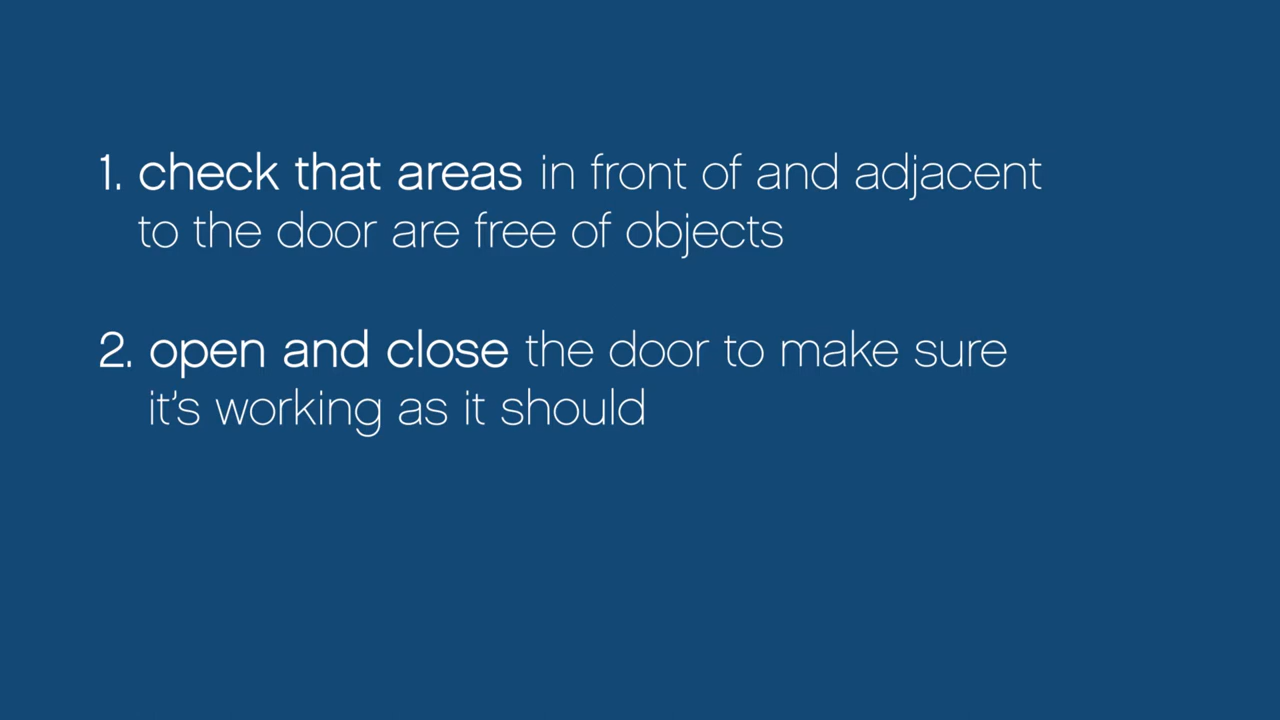 1. check that areas in front of and adjacent
to the door are free of objects
2. open and close the door to make sure
it's working as it should